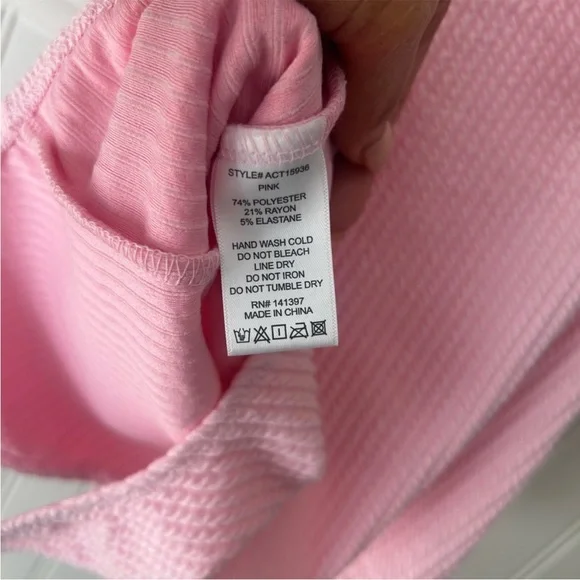 STYLE# ACT15936
PINK
74% POLYESTER
21% RAYON
5% ELASTANE
HAND WASH COLD
DO NOT BLEACH
LINE DRY
DO NOT IRON
DO NOT TUMBLE DRY
RN# 141397
MADE IN CHINA